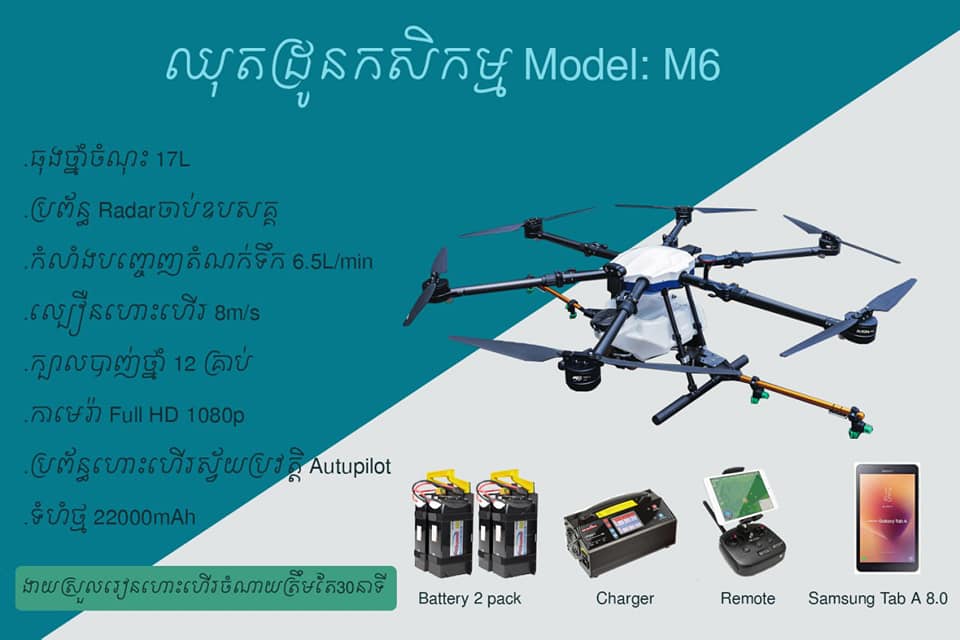 ឈុតដ្រូនកសិកម្ម Model: M6
.ធុងថ្នាំចំណុះ 17L
.ប្រព័ន្ធ Radarចាប់ឧបសគ្គ
.កំលាំងបញ្ចេញតំណក់ទឹក 6.5L/min
.ល្បឿនហោះហើរ 8m/s
.ក្បាលបាញ់ថ្នាំ 12 គ្រាប់
.កាមេរ៉ា Full HD 1080p
.ប្រព័ន្ធហោះហើរស្វ័យប្រវត្តិ Autupilot
.ទំហំថ្ម 22000mAh
ងាយស្រួលរៀនហោះហើរចំណាយត្រឹមតែ30នាទី
Battery 2 pack
Charger
Remote
Samsung Tab A 8.0
Galaxy Tab A